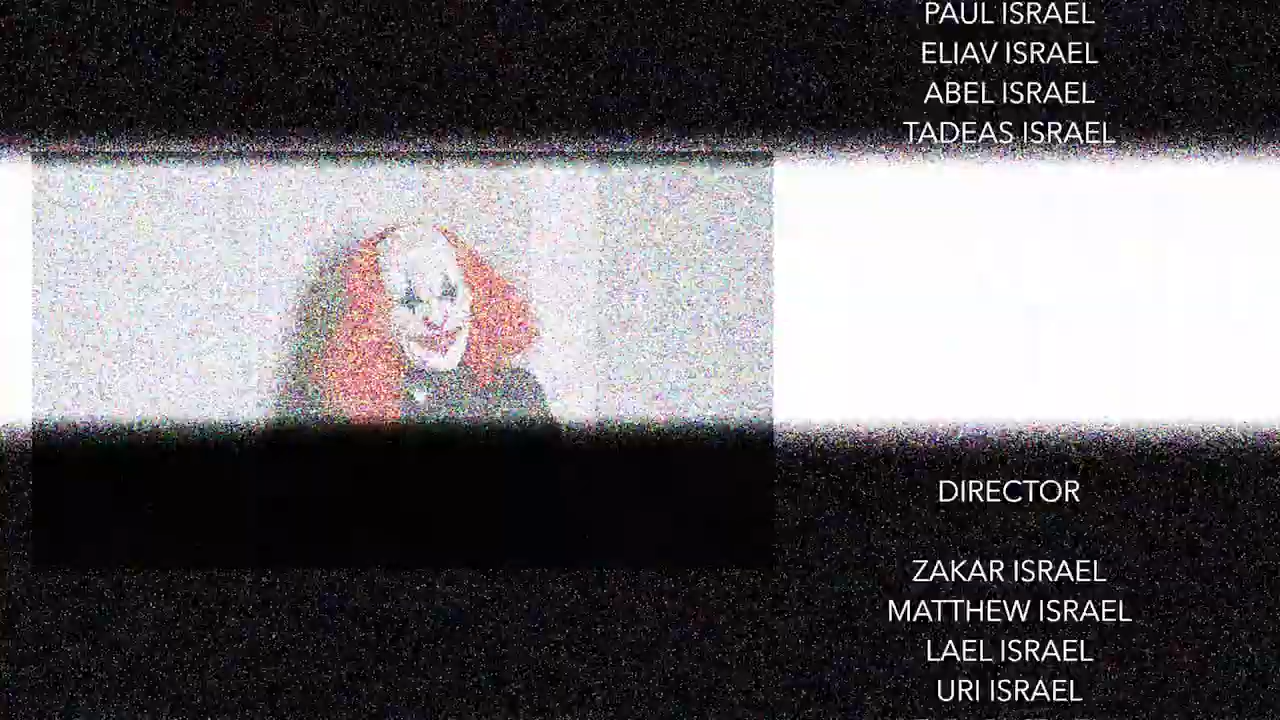 PAUL ISRAEL
ELIAV ISRAEL
ABEL ISRAEL
TADEAS ISRAEL
DIRECTOR
ZAKAR ISRAEL
MATTHEW ISRAEL
LAEL ISRAEL
URI ISRAEL